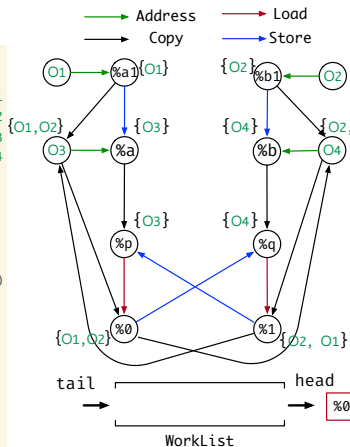 Address Load
Copy Store
O1 %a1 {O1} {O2} %b1 O2
{O1,O2} {O3} {O4} {O2,
O3 %a %b O4
{O3} {O4}
%p %q
%0 %1
{O1,O2} {O2, O1}
tail head
%0
WorkList